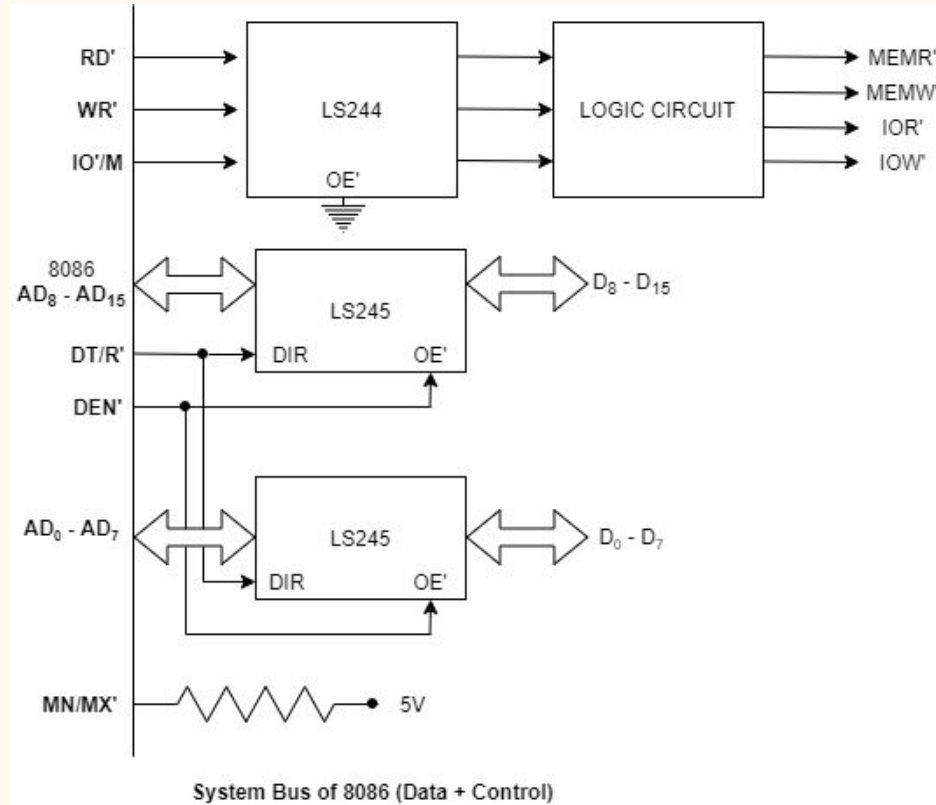 RD'
WR'
IO'/M
LS244
OE'
LOGIC CIRCUIT
MEMR'
MEMW'
IOR'
IOW'
8086
AD8 - AD15
LS245
D8 - D15
DT/R'
DIR
OE'
DEN'
AD0 - AD7
LS245
D0 - D7
DIR
OE'
MN/MX'
5V
System Bus of 8086 (Data + Control)